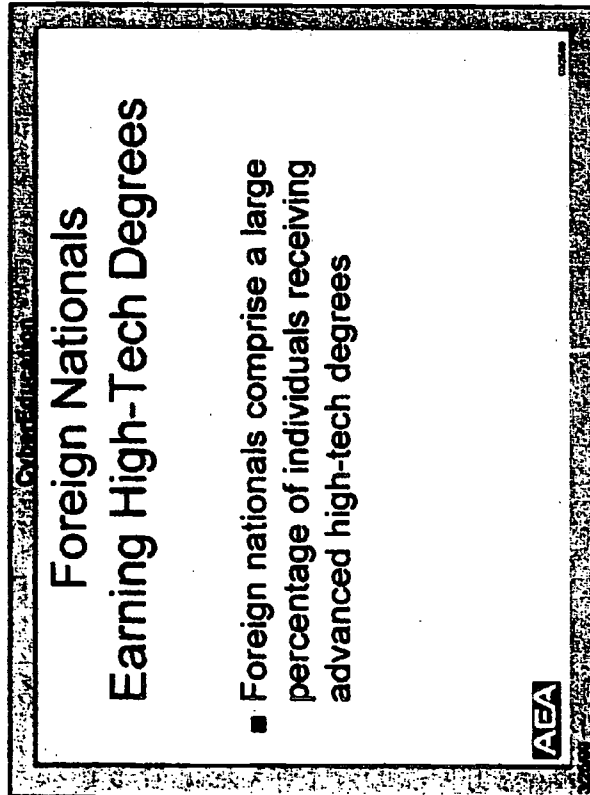 CyberEducation
Foreign Nationals
Earning High-Tech Degrees
■ Foreign nationals comprise a large
percentage of individuals receiving
advanced high-tech degrees
AEA